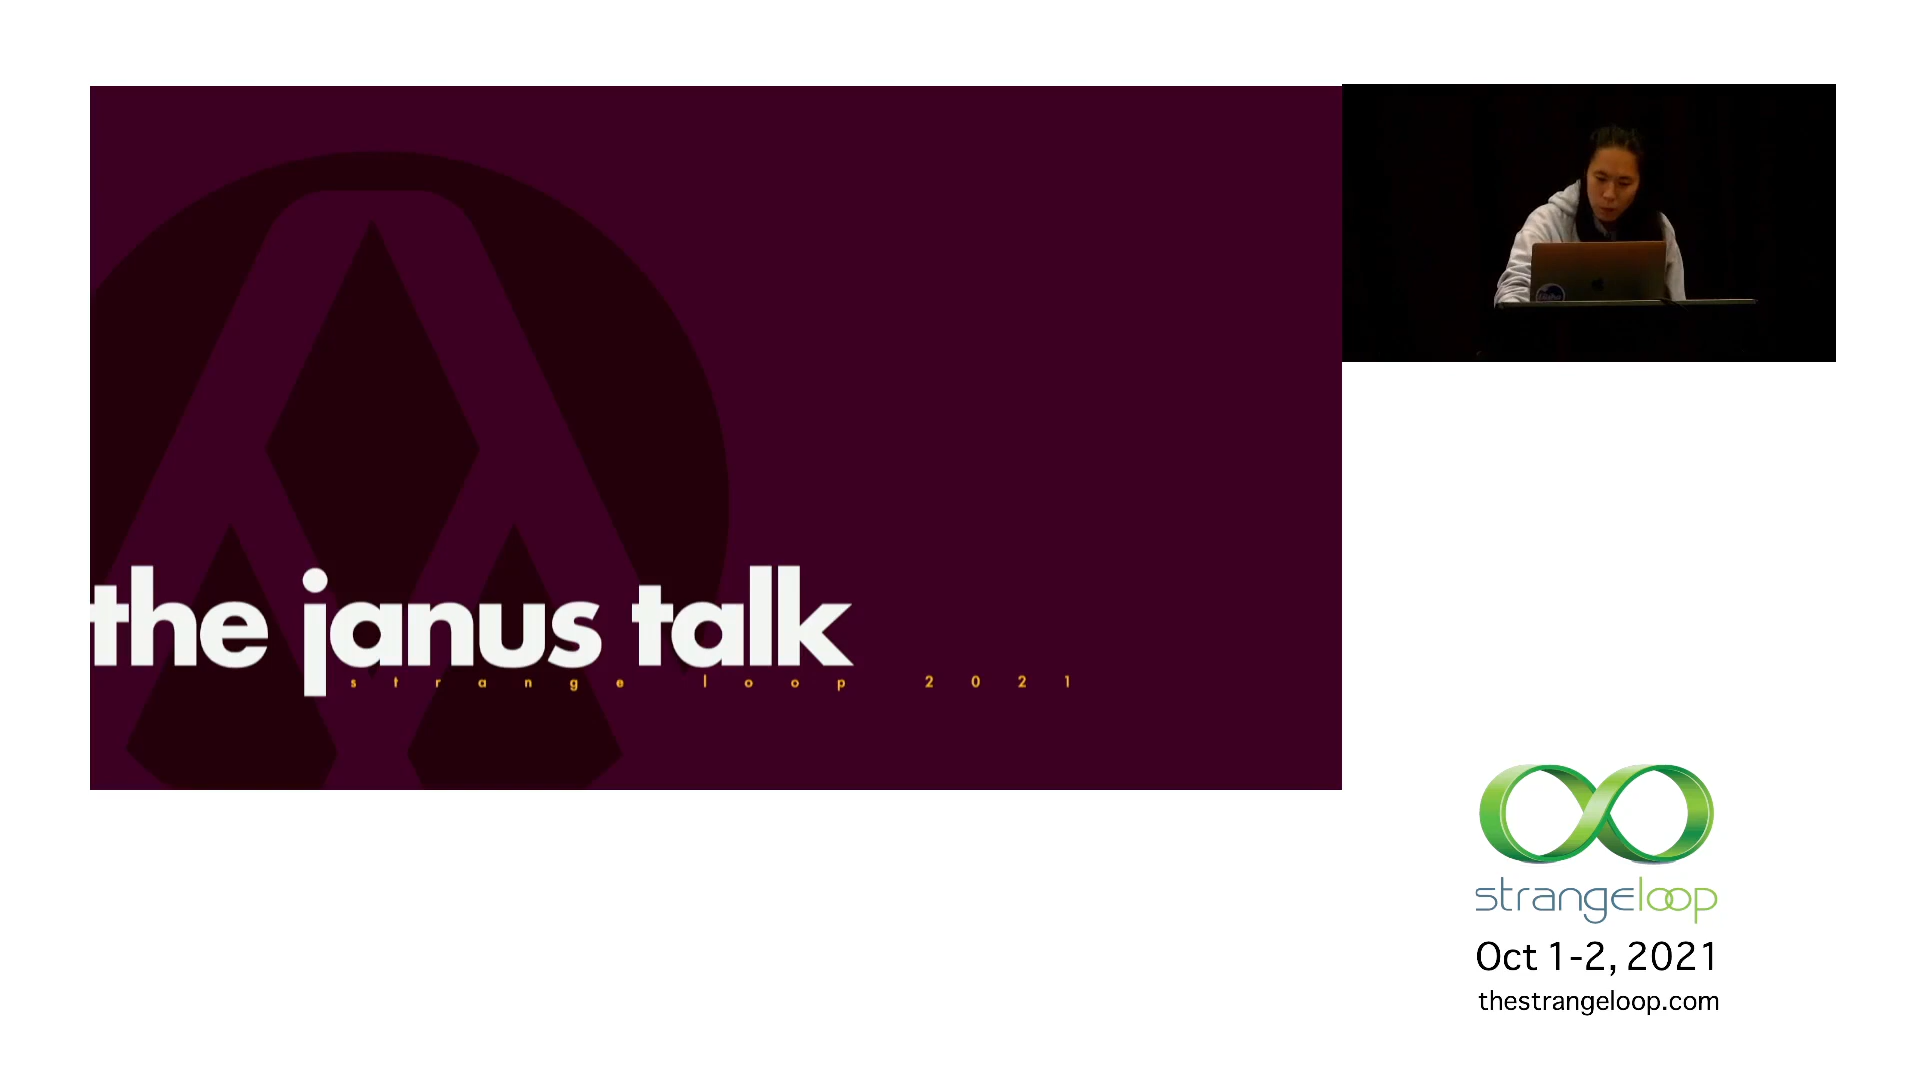 the janus talk
strange loop 2021
strangeloop
Oct 1-2, 2021
thestrangeloop.com